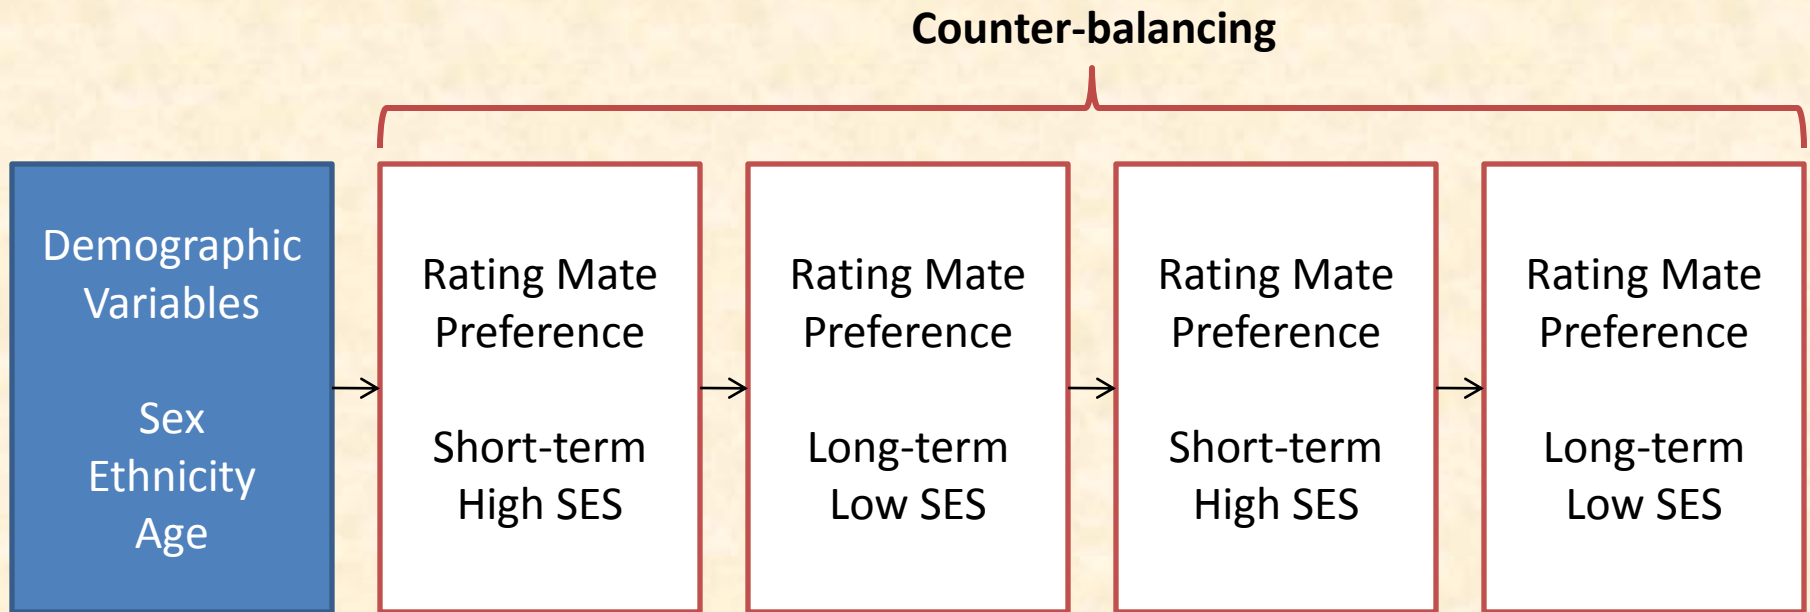 Counter-balancing
Demographic
Variables
Sex
Ethnicity
Age
Rating Mate
Preference
Short-term
High SES
Rating Mate
Preference
Long-term
Low SES
Rating Mate
Preference
Short-term
High SES
Rating Mate
Preference
Long-term
Low SES